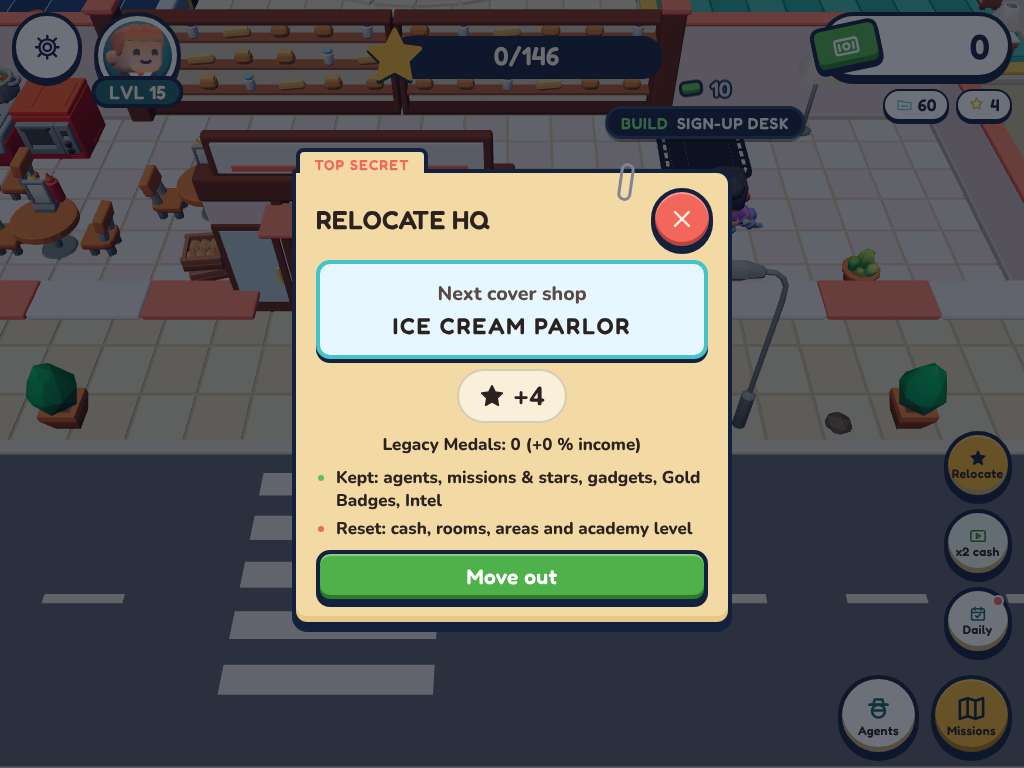 LVL 15
0/146
0
60
4
10
BUILD SIGN-UP DESK
TOP SECRET
RELOCATE HQ
Next cover shop
ICE CREAM PARLOR
+4
Legacy Medals: 0 (+0 % income)
Kept: agents, missions & stars, gadgets, Gold
Badges, Intel
Reset: cash, rooms, areas and academy level
Move out
Relocate
x2 cash
Daily
Agents
Missions